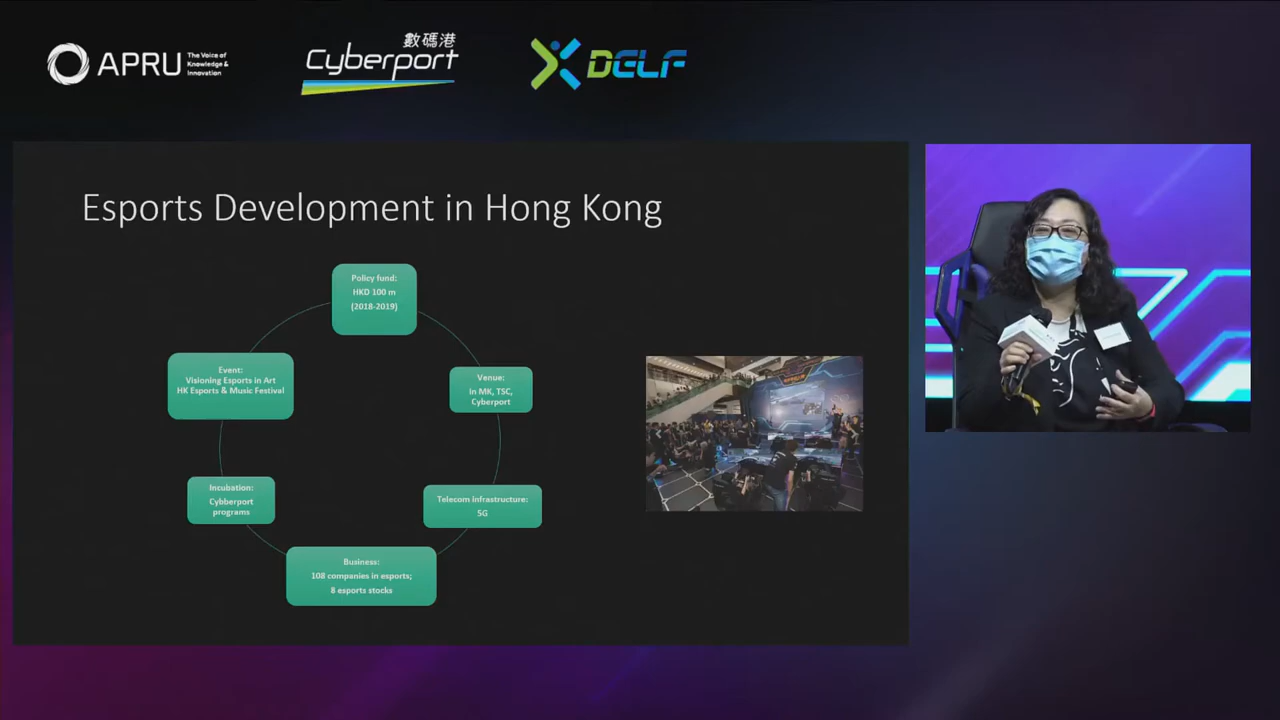 APRU
The Voice of
Knowledge &
Innovation
數碼港
Cyberport
DELF
Esports Development in Hong Kong
Policy fund:
HKD 100 m
(2018-2019)
Event:
Visioning Esports in Art
HK Esports & Music Festival
Venue:
in MK, TSC,
Cyberport
Incubation:
Cybberport
programs
Telecom infrastructure:
5G
Business:
108 companies in esports;
8 esports stocks